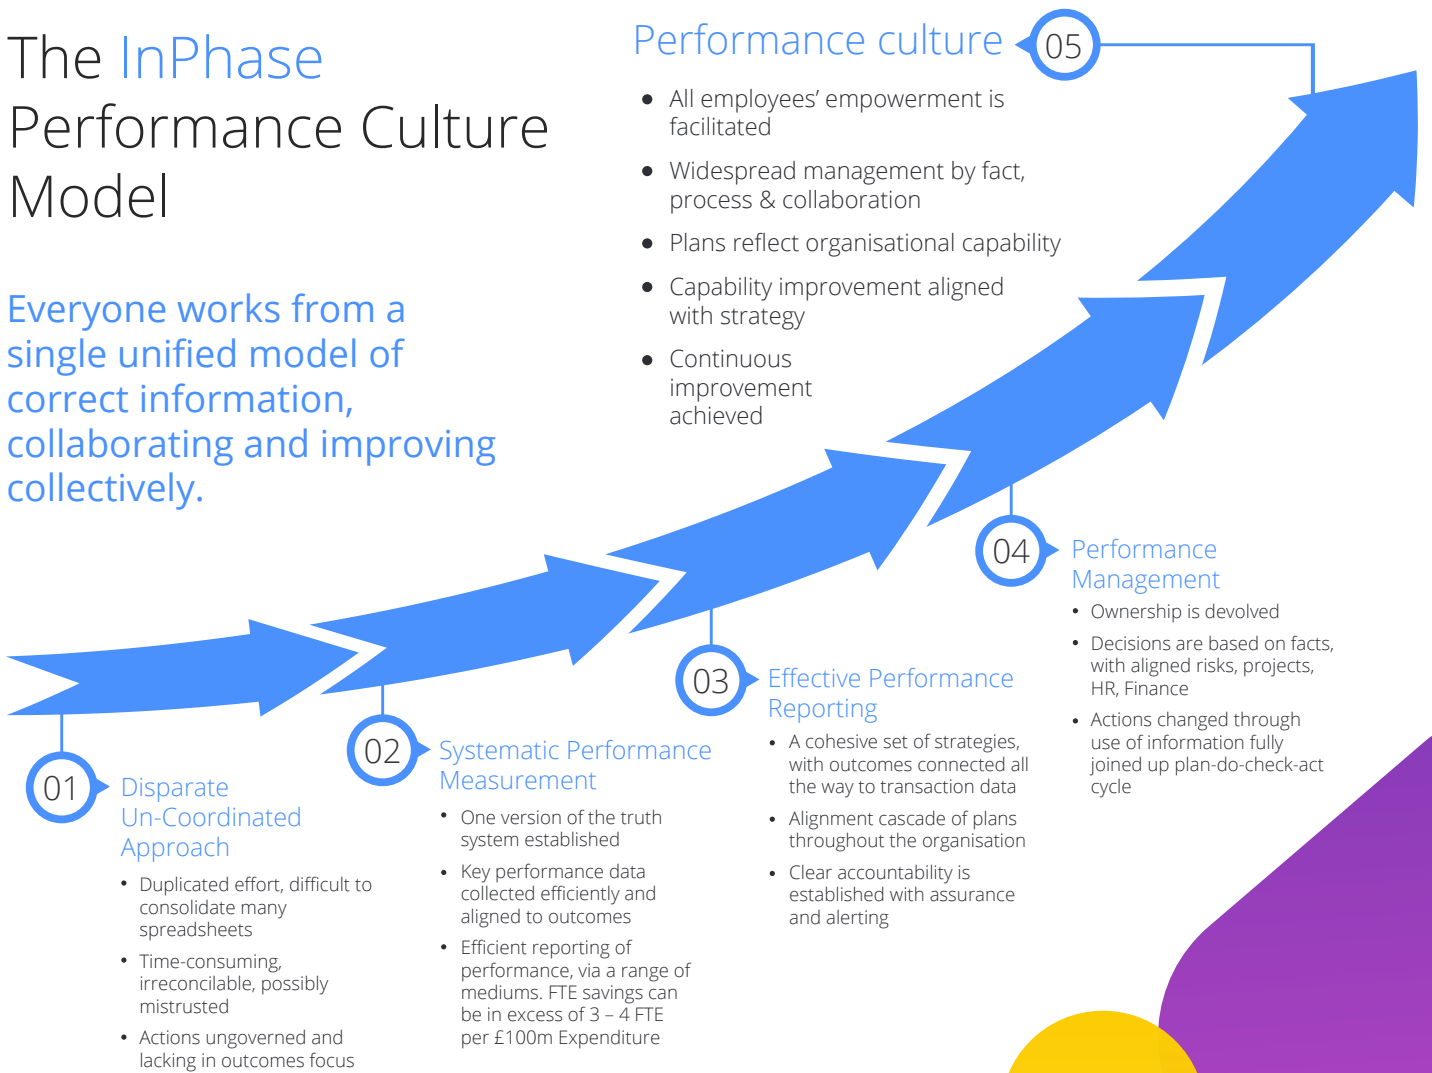 The InPhase
Performance Culture
Model
Everyone works from a
single unified model of
correct information,
collaborating and improving
collectively.
Performance culture
05
• All employees’ empowerment is
facilitated
• Widespread management by fact,
process & collaboration
• Plans reflect organisational capability
• Capability improvement aligned
with strategy
• Continuous
improvement
achieved
01
Disparate
Un-Coordinated
Approach
• Duplicated effort, difficult to
consolidate many
spreadsheets
• Time-consuming,
irreconcilable, possibly
mistrusted
• Actions ungoverned and
lacking in outcomes focus
02
Systematic Performance
Measurement
• One version of the truth
system established
• Key performance data
collected efficiently and
aligned to outcomes
• Efficient reporting of
performance, via a range of
mediums. FTE savings can
be in excess of 3 – 4 FTE
per £100m Expenditure
03
Effective Performance
Reporting
• A cohesive set of strategies,
with outcomes connected all
the way to transaction data
• Alignment cascade of plans
throughout the organisation
• Clear accountability is
established with assurance
and alerting
04
Performance
Management
• Ownership is devolved
• Decisions are based on facts,
with aligned risks, projects,
HR, Finance
• Actions changed through
use of information fully
joined up plan-do-check-act
cycle